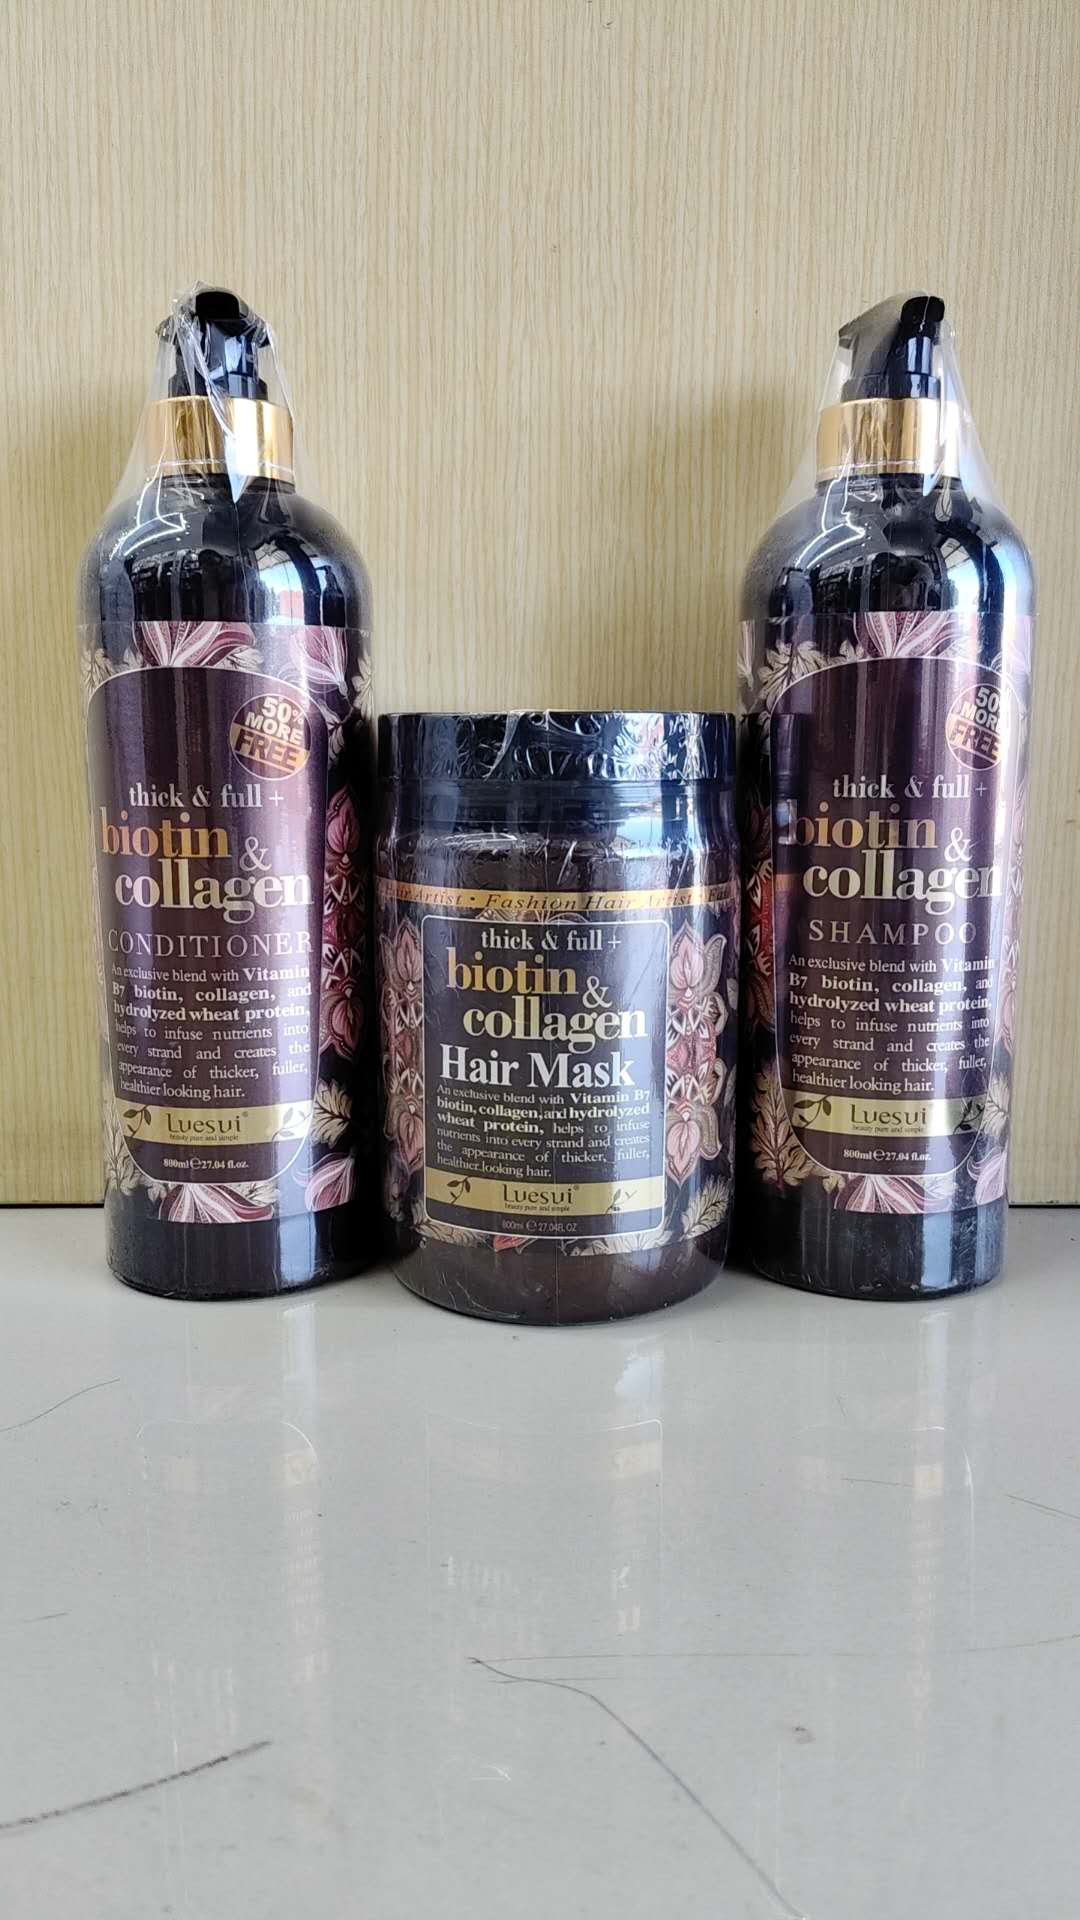 50%
MORE
FREE
thick & full +
biotin &
collagen
CONDITIONER
An exclusive blend with Vitamin
B7 biotin, collagen, and
hydrolyzed wheat protein,
helps to infuse nutrients into
every strand and creates the
appearance of thicker, fuller,
healthier looking hair.
Luesui®
beauty pure and simple
800ml℮27.04 fl.oz.
Hair Artist • Fashion Hair Artist •
thick & full +
biotin &
collagen
Hair Mask
An exclusive blend with Vitamin B7
biotin, collagen, and hydrolyzed
wheat protein, helps to infuse
nutrients into every strand and creates
the appearance of thicker, fuller,
healthier looking hair.
Luesui®
beauty pure and simple
800ml ℮ 27.04FL OZ
50%
MORE
FREE
thick & full +
biotin &
collagen
SHAMPOO
An exclusive blend with Vitamin
B7 biotin, collagen, and
hydrolyzed wheat protein,
helps to infuse nutrients into
every strand and creates the
appearance of thicker, fuller,
healthier looking hair.
Luesui®
beauty pure and simple
800ml℮27.04 fl.oz.